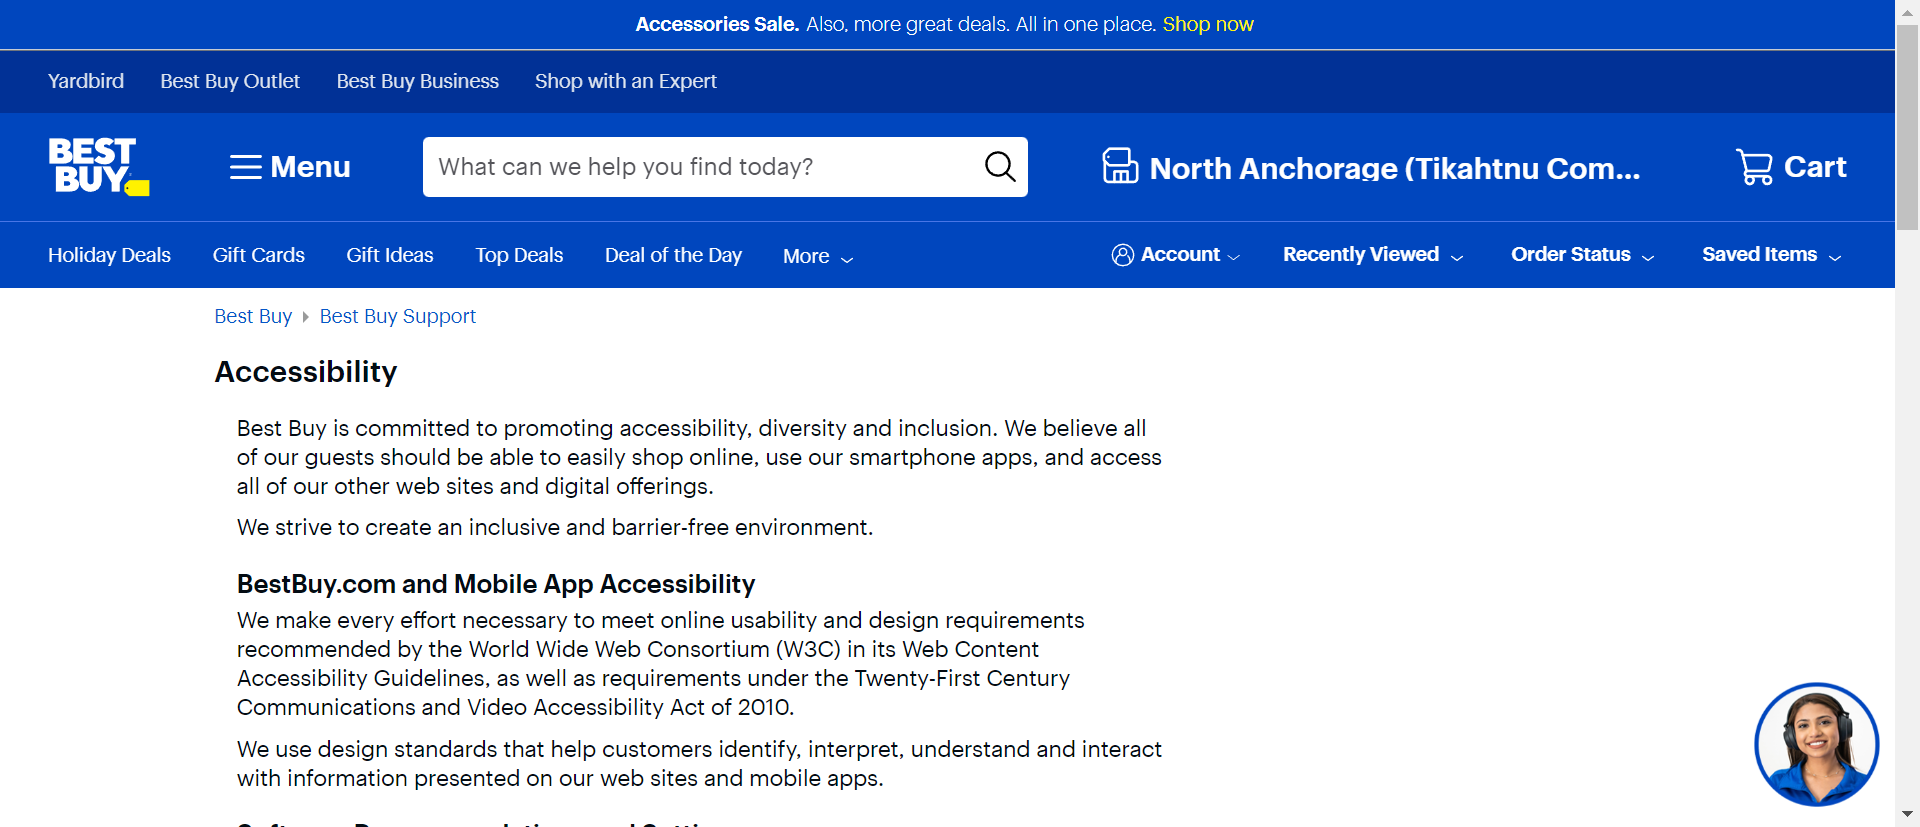 Accessories Sale. Also, more great deals. All in one place. Shop now
Yardbird Best Buy Outlet Best Buy Business Shop with an Expert
BEST
BUY
Menu
What can we help you find today?
North Anchorage (Tikahtnu Com...
Cart
Holiday Deals Gift Cards Gift Ideas Top Deals Deal of the Day More
Account Recently Viewed Order Status Saved Items
Best Buy Best Buy Support
Accessibility
Best Buy is committed to promoting accessibility, diversity and inclusion. We believe all
of our guests should be able to easily shop online, use our smartphone apps, and access
all of our other web sites and digital offerings.
We strive to create an inclusive and barrier-free environment.
BestBuy.com and Mobile App Accessibility
We make every effort necessary to meet online usability and design requirements
recommended by the World Wide Web Consortium (W3C) in its Web Content
Accessibility Guidelines, as well as requirements under the Twenty-First Century
Communications and Video Accessibility Act of 2010.
We use design standards that help customers identify, interpret, understand and interact
with information presented on our web sites and mobile apps.